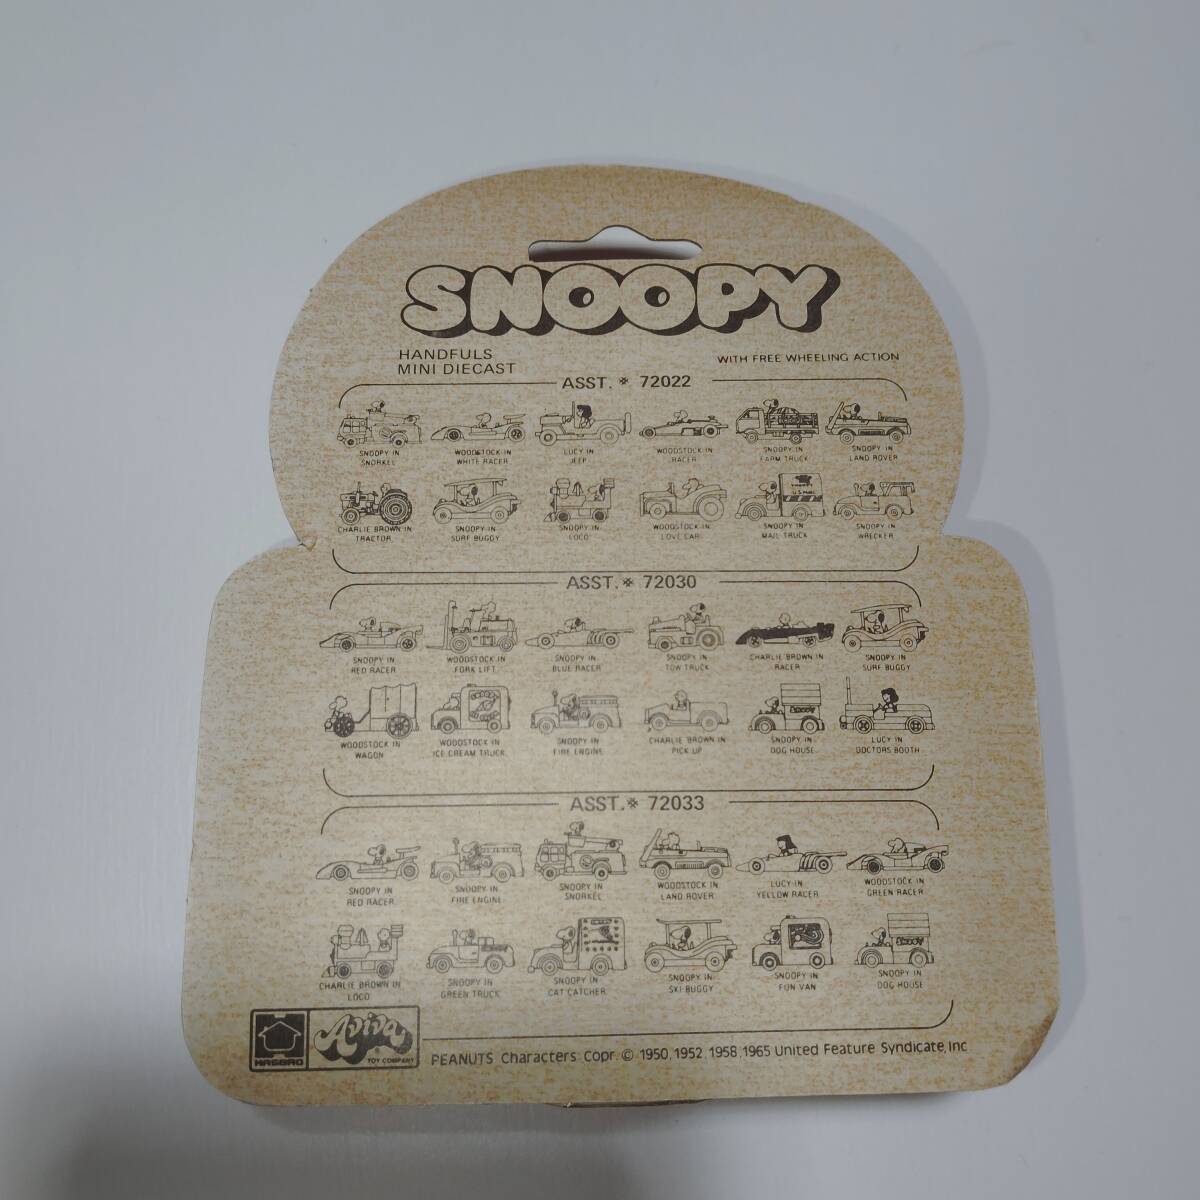 SNOOPY
HANDFULS
MINI DIECAST
WITH FREE WHEELING ACTION
ASST. * 72022
SNOOPY IN SNORKEL
WOODSTOCK IN WHITE RACER
LUCY IN JEEP
WOODSTOCK IN RACER
SNOOPY IN FARM TRUCK
SNOOPY IN LAND ROVER
U.S. MAIL
CHARLIE BROWN IN TRACTOR
SNOOPY IN SURF BUGGY
SNOOPY IN LOCO
WOODSTOCK IN LOVE CAR
SNOOPY IN MAIL TRUCK
SNOOPY IN WRECKER
ASST. * 72030
SNOOPY IN RED RACER
WOODSTOCK IN FORK LIFT
SNOOPY IN BLUE RACER
SNOOPY IN TOW TRUCK
CHARLIE BROWN IN RACER
SNOOPY IN SURF BUGGY
SNOOPY
WOODSTOCK IN WAGON
WOODSTOCK IN ICE CREAM TRUCK
SNOOPY IN FIRE ENGINE
CHARLIE BROWN IN PICK UP
SNOOPY IN DOG HOUSE
LUCY IN DOCTORS BOOTH
ASST. * 72033
SNOOPY IN RED RACER
SNOOPY IN FIRE ENGINE
SNOOPY IN SNORKEL
WOODSTOCK IN LAND ROVER
LUCY IN YELLOW RACER
WOODSTOCK IN GREEN RACER
SNOOPY
CHARLIE BROWN IN LOCO
SNOOPY IN GREEN TRUCK
SNOOPY IN CAT CATCHER
SNOOPY IN SKI BUGGY
SNOOPY IN FUN VAN
SNOOPY IN DOG HOUSE
HASBRO
Aviva
TOY COMPANY
PEANUTS Characters Copr. © 1950, 1952, 1958, 1965 United Feature Syndicate, Inc